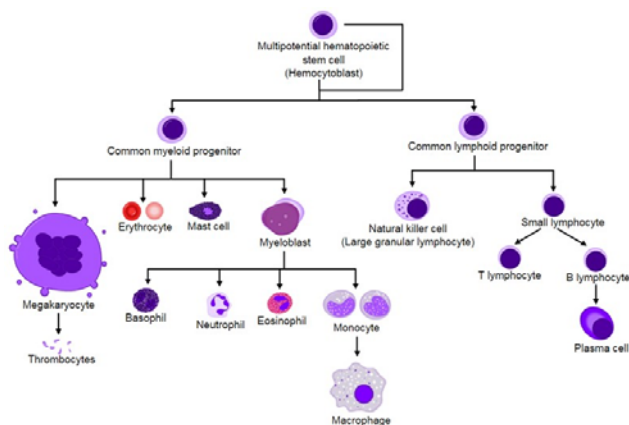 Multipotential hematopoietic
stem cell
(Hemocytoblast)
Common myeloid progenitor
Common lymphoid progenitor
Erythrocyte
Mast cell
Myeloblast
Natural killer cell
(Large granular lymphocyte)
Small lymphocyte
T lymphocyte
B lymphocyte
Megakaryocyte
Basophil
Neutrophil
Eosinophil
Monocyte
Plasma cell
Thrombocytes
Macrophage